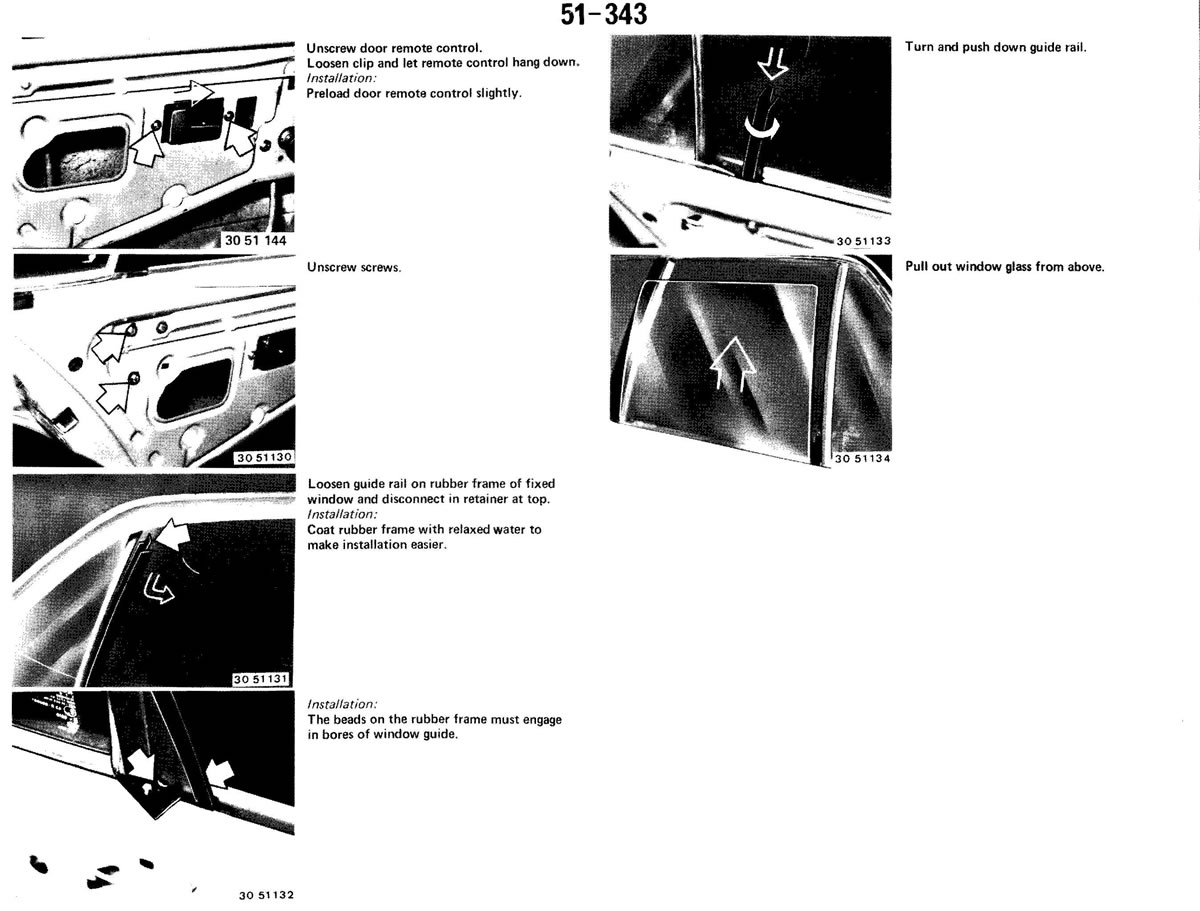 51-343
Unscrew door remote control.
Loosen clip and let remote control hang down.
Installation:
Preload door remote control slightly.
30 51 144
Unscrew screws.
30 51130
Loosen guide rail on rubber frame of fixed
window and disconnect in retainer at top.
Installation:
Coat rubber frame with relaxed water to
make installation easier.
30 51131
Installation:
The beads on the rubber frame must engage
in bores of window guide.
30 51132
Turn and push down guide rail.
30 51133
Pull out window glass from above.
30 51134